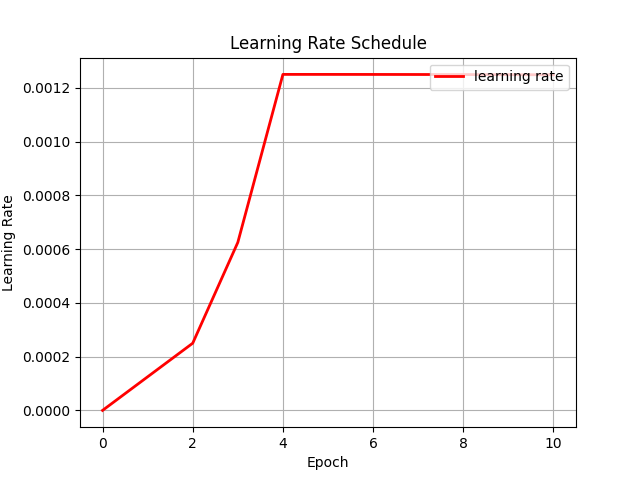 Learning Rate Schedule
learning rate
0.0012
0.0010
0.0008
0.0006
0.0004
0.0002
0.0000
Learning Rate
0 2 4 6 8 10
Epoch